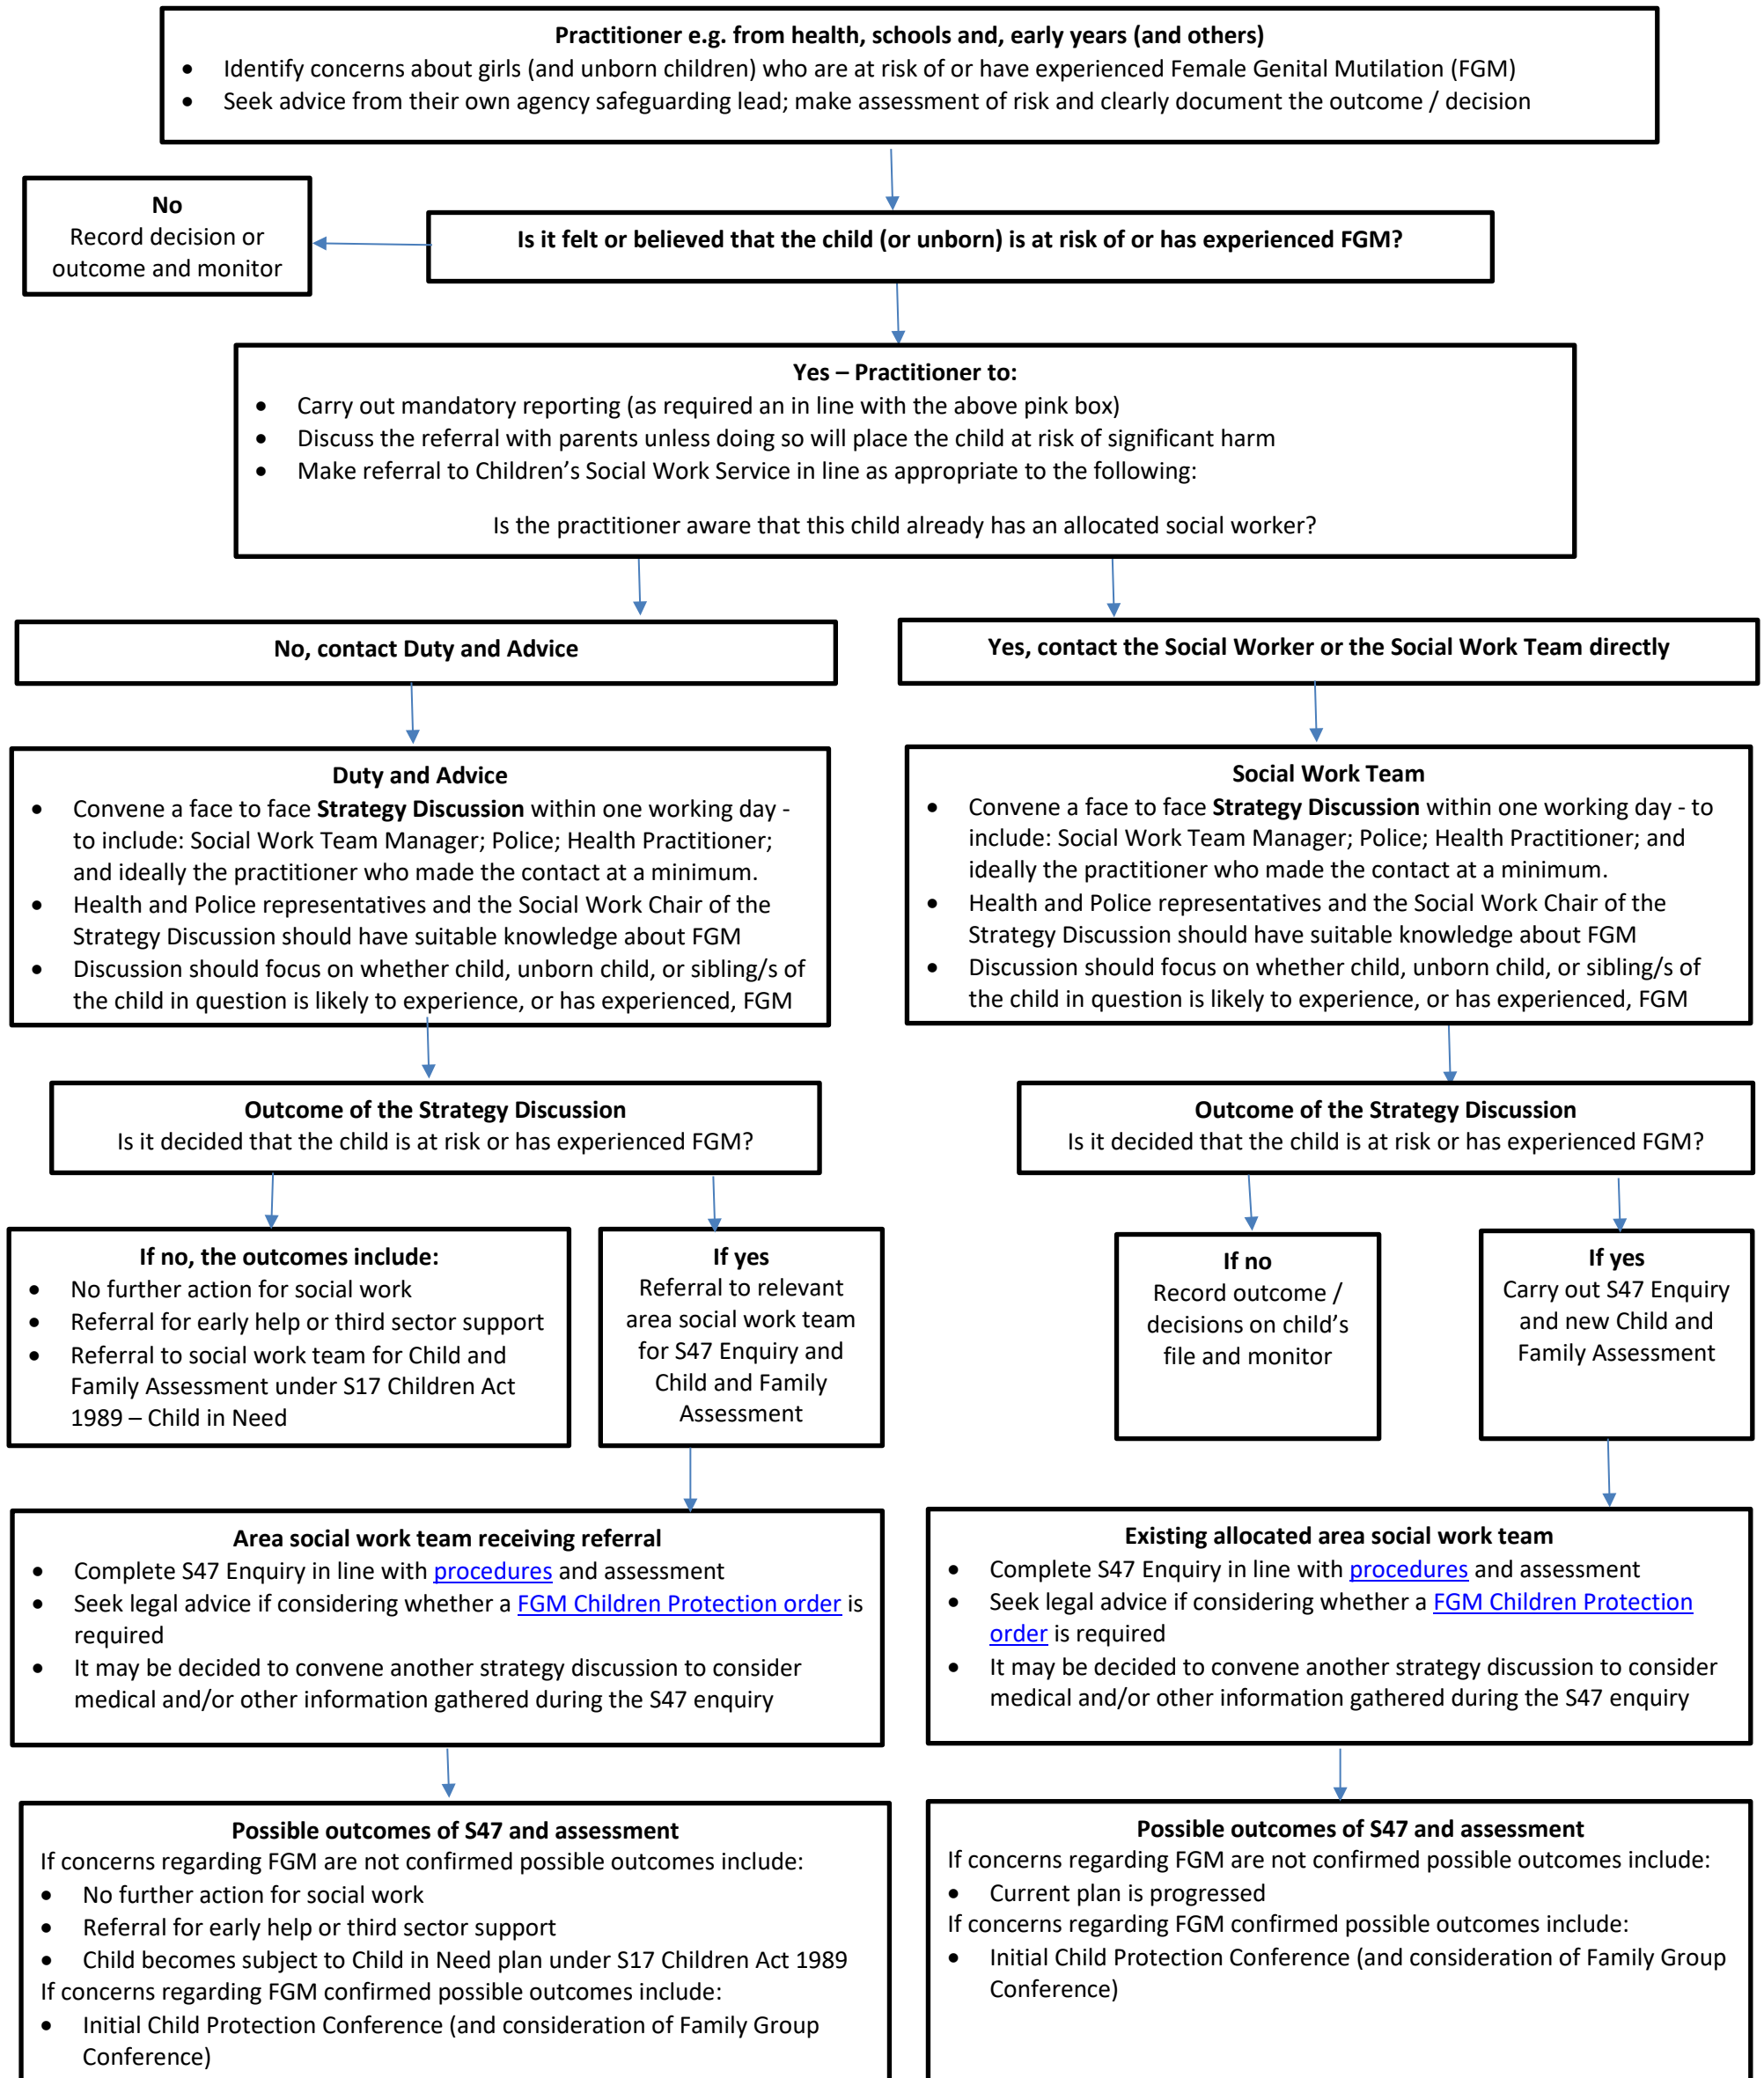 Practitioner e.g. from health, schools and, early years (and others)
• Identify concerns about girls (and unborn children) who are at risk of or have experienced Female Genital Mutilation (FGM)
• Seek advice from their own agency safeguarding lead; make assessment of risk and clearly document the outcome / decision
No
Record decision or
outcome and monitor
Is it felt or believed that the child (or unborn) is at risk of or has experienced FGM?
Yes – Practitioner to:
• Carry out mandatory reporting (as required an in line with the above pink box)
• Discuss the referral with parents unless doing so will place the child at risk of significant harm
• Make referral to Children's Social Work Service in line as appropriate to the following:
Is the practitioner aware that this child already has an allocated social worker?
No, contact Duty and Advice
Yes, contact the Social Worker or the Social Work Team directly
Duty and Advice
• Convene a face to face Strategy Discussion within one working day -
to include: Social Work Team Manager; Police; Health Practitioner;
and ideally the practitioner who made the contact at a minimum.
• Health and Police representatives and the Social Work Chair of the
Strategy Discussion should have suitable knowledge about FGM
• Discussion should focus on whether child, unborn child, or sibling/s of
the child in question is likely to experience, or has experienced, FGM
Social Work Team
• Convene a face to face Strategy Discussion within one working day - to
include: Social Work Team Manager; Police; Health Practitioner; and
ideally the practitioner who made the contact at a minimum.
• Health and Police representatives and the Social Work Chair of the
Strategy Discussion should have suitable knowledge about FGM
• Discussion should focus on whether child, unborn child, or sibling/s of
the child in question is likely to experience, or has experienced, FGM
Outcome of the Strategy Discussion
Is it decided that the child is at risk or has experienced FGM?
Outcome of the Strategy Discussion
Is it decided that the child is at risk or has experienced FGM?
If no, the outcomes include:
• No further action for social work
• Referral for early help or third sector support
• Referral to social work team for Child and
Family Assessment under S17 Children Act
1989 – Child in Need
If yes
Referral to relevant
area social work team
for S47 Enquiry and
Child and Family
Assessment
If no
Record outcome /
decisions on child's
file and monitor
If yes
Carry out S47 Enquiry
and new Child and
Family Assessment
Area social work team receiving referral
• Complete S47 Enquiry in line with procedures and assessment
• Seek legal advice if considering whether a FGM Children Protection order is
required
• It may be decided to convene another strategy discussion to consider
medical and/or other information gathered during the S47 enquiry
Existing allocated area social work team
• Complete S47 Enquiry in line with procedures and assessment
• Seek legal advice if considering whether a FGM Children Protection
order is required
• It may be decided to convene another strategy discussion to consider
medical and/or other information gathered during the S47 enquiry
Possible outcomes of S47 and assessment
If concerns regarding FGM are not confirmed possible outcomes include:
• No further action for social work
• Referral for early help or third sector support
• Child becomes subject to Child in Need plan under S17 Children Act 1989
If concerns regarding FGM confirmed possible outcomes include:
• Initial Child Protection Conference (and consideration of Family Group
Conference)
Possible outcomes of S47 and assessment
If concerns regarding FGM are not confirmed possible outcomes include:
• Current plan is progressed
If concerns regarding FGM confirmed possible outcomes include:
• Initial Child Protection Conference (and consideration of Family Group
Conference)